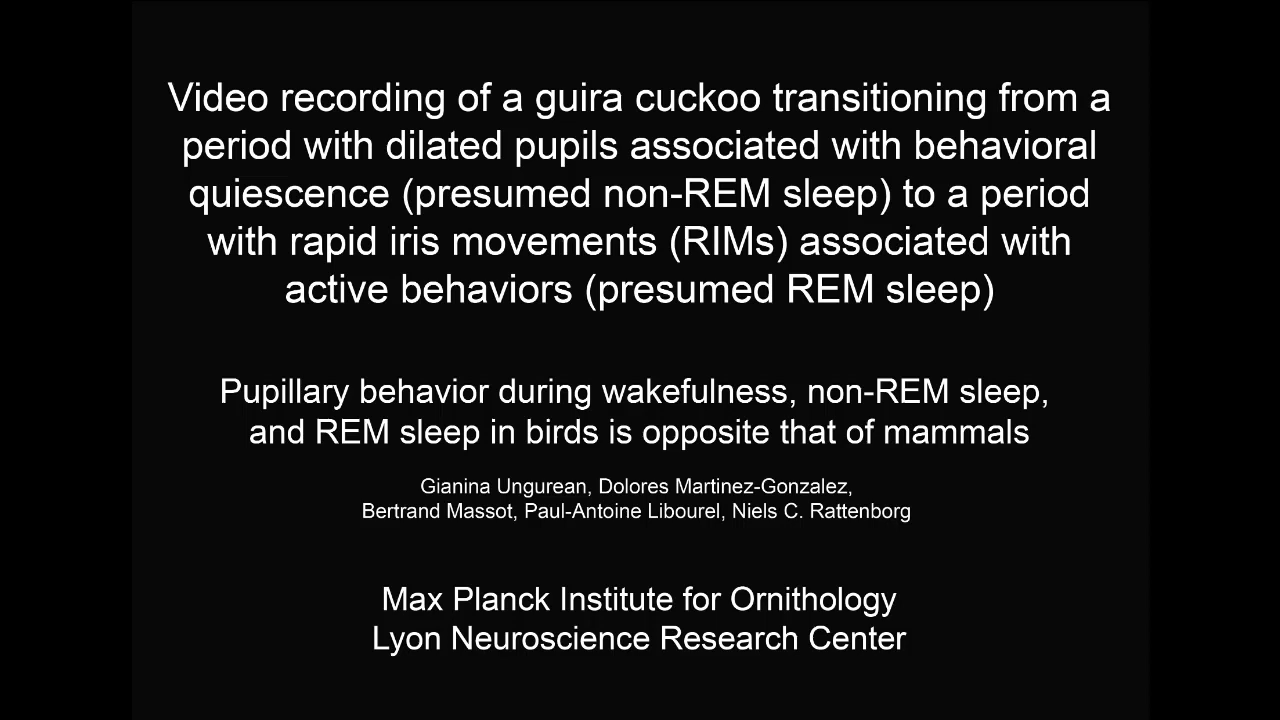 Video recording of a guira cuckoo transitioning from a
period with dilated pupils associated with behavioral
quiescence (presumed non-REM sleep) to a period
with rapid iris movements (RIMs) associated with
active behaviors (presumed REM sleep)
Pupillary behavior during wakefulness, non-REM sleep,
and REM sleep in birds is opposite that of mammals
Gianina Ungurean, Dolores Martinez-Gonzalez,
Bertrand Massot, Paul-Antoine Libourel, Niels C. Rattenborg
Max Planck Institute for Ornithology
Lyon Neuroscience Research Center